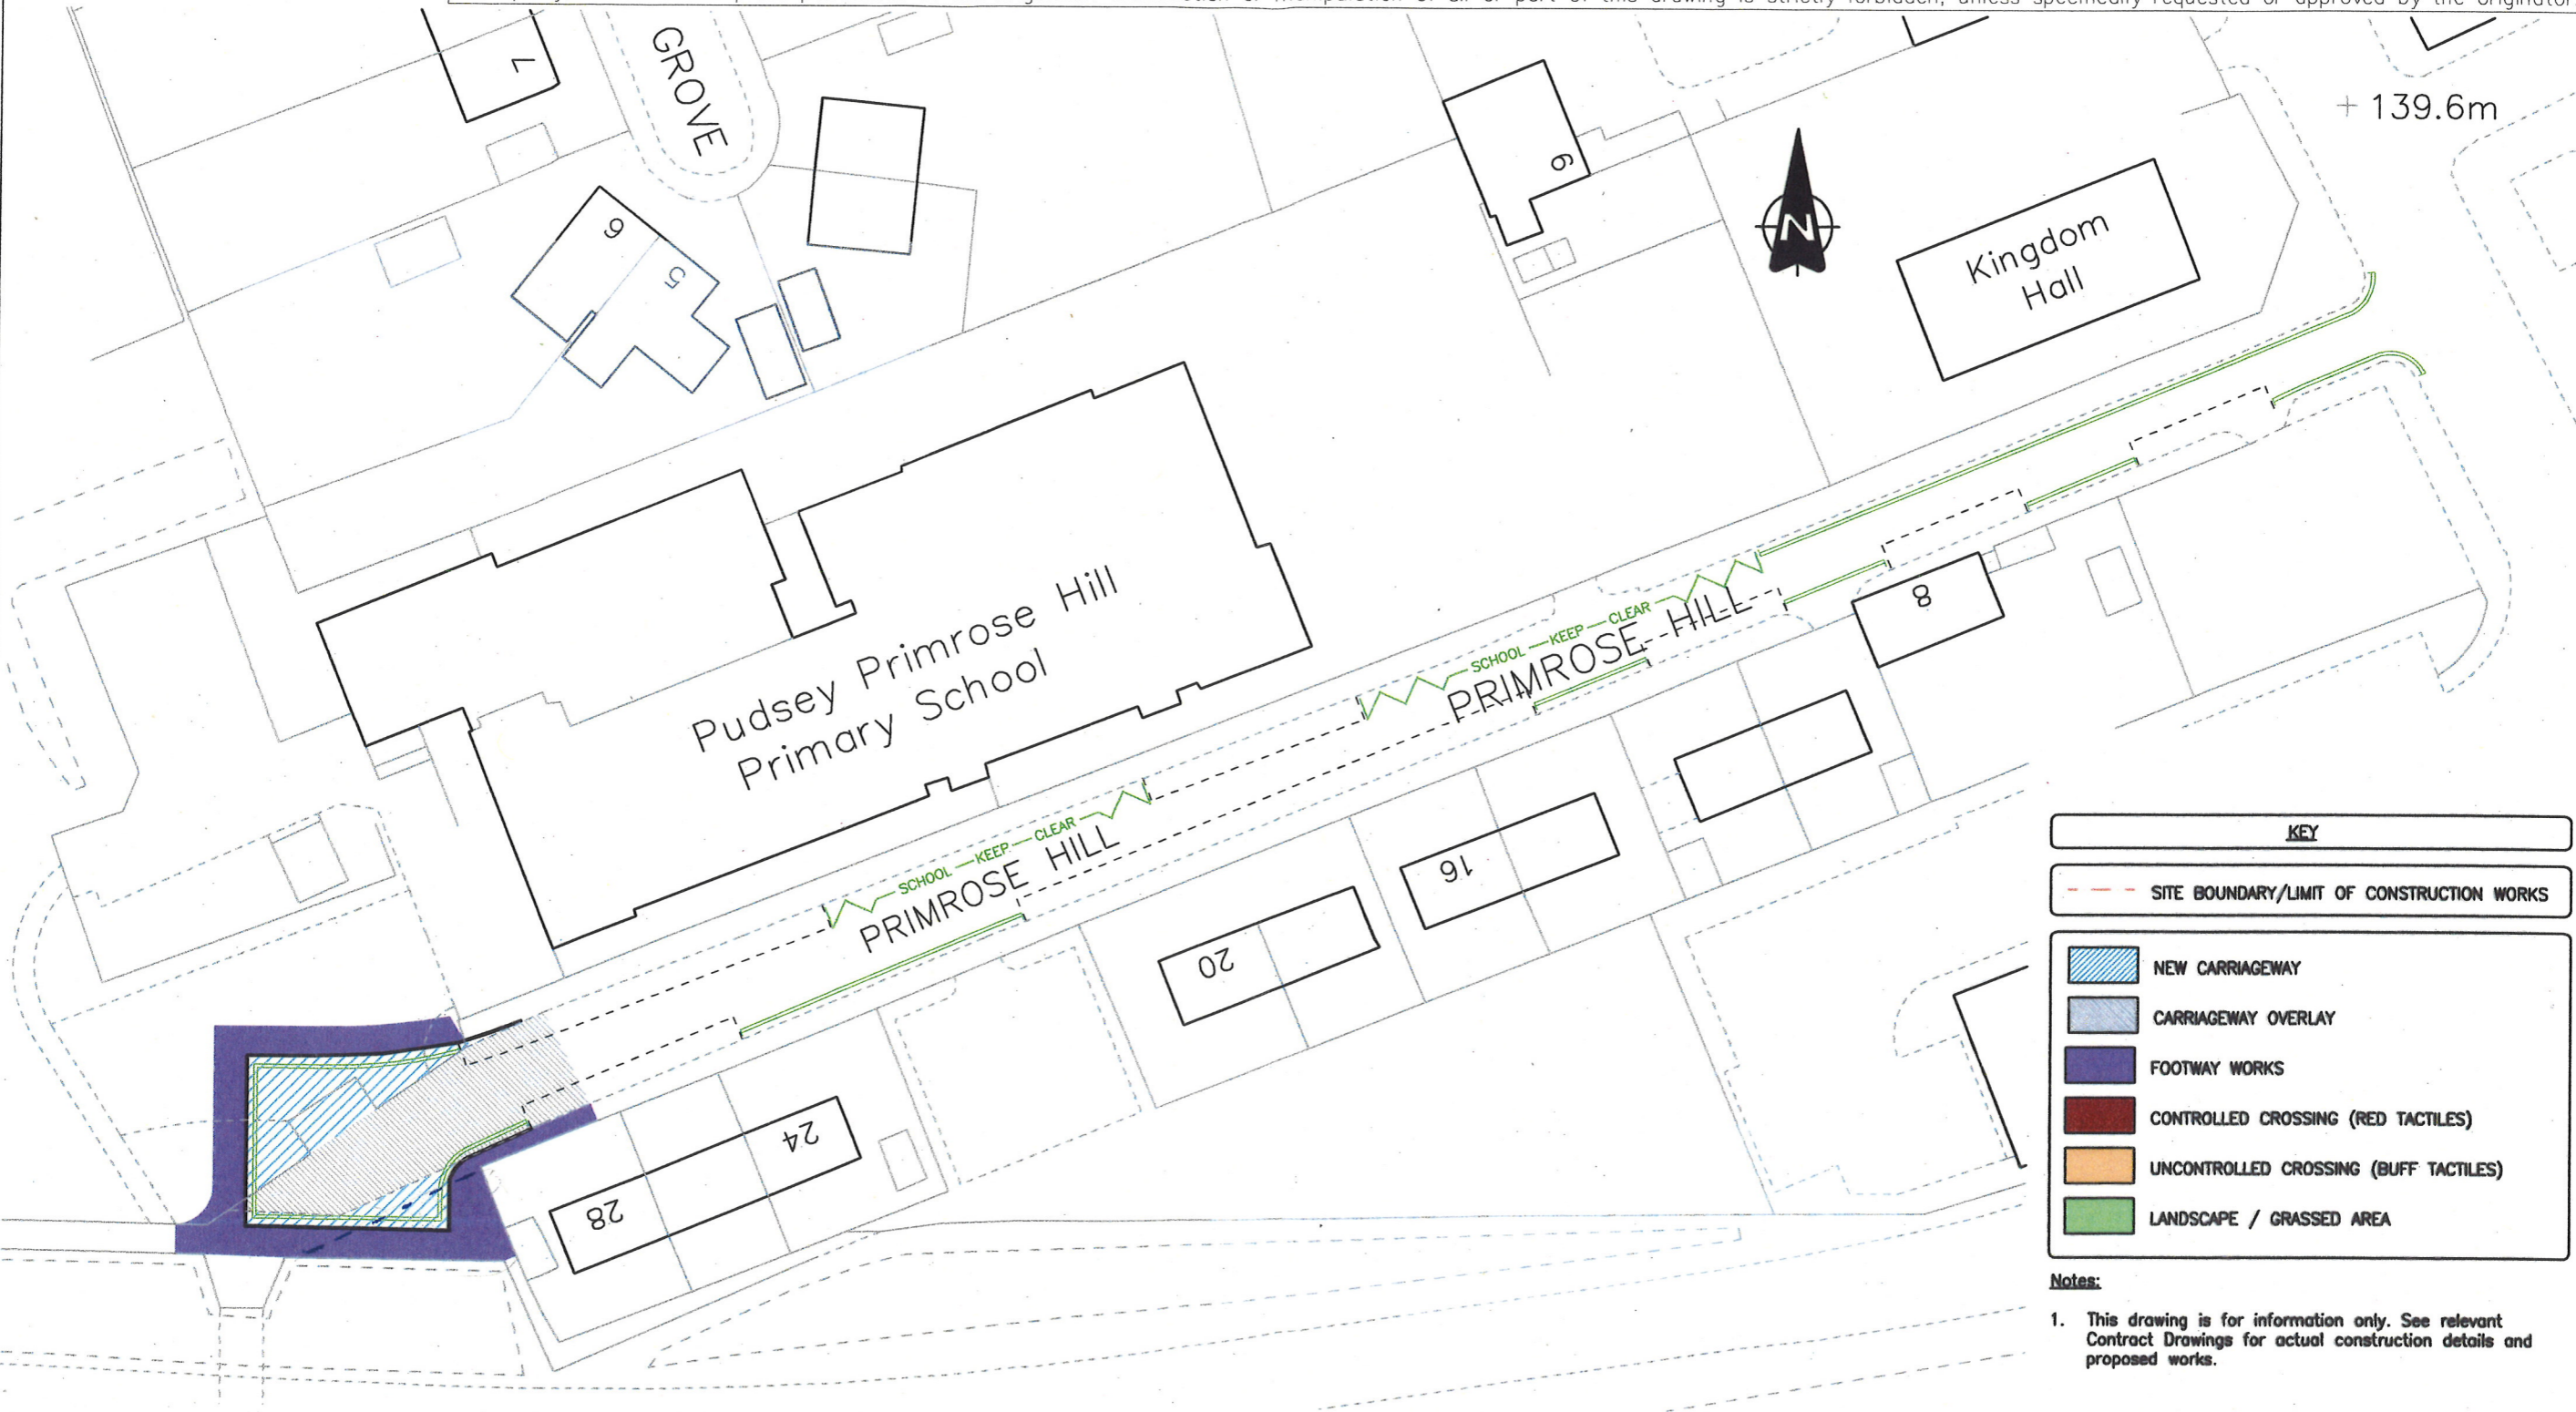 GROVE
7
6
5
6
N
+ 139.6m
Kingdom
Hall
Pudsey Primrose Hill
Primary School
SCHOOL KEEP CLEAR
PRIMROSE HILL
8
SCHOOL KEEP CLEAR
PRIMROSE HILL
16
20
24
28
KEY
SITE BOUNDARY/LIMIT OF CONSTRUCTION WORKS
NEW CARRIAGEWAY
CARRIAGEWAY OVERLAY
FOOTWAY WORKS
CONTROLLED CROSSING (RED TACTILES)
UNCONTROLLED CROSSING (BUFF TACTILES)
LANDSCAPE / GRASSED AREA
Notes:
1. This drawing is for information only. See relevant
Contract Drawings for actual construction details and
proposed works.